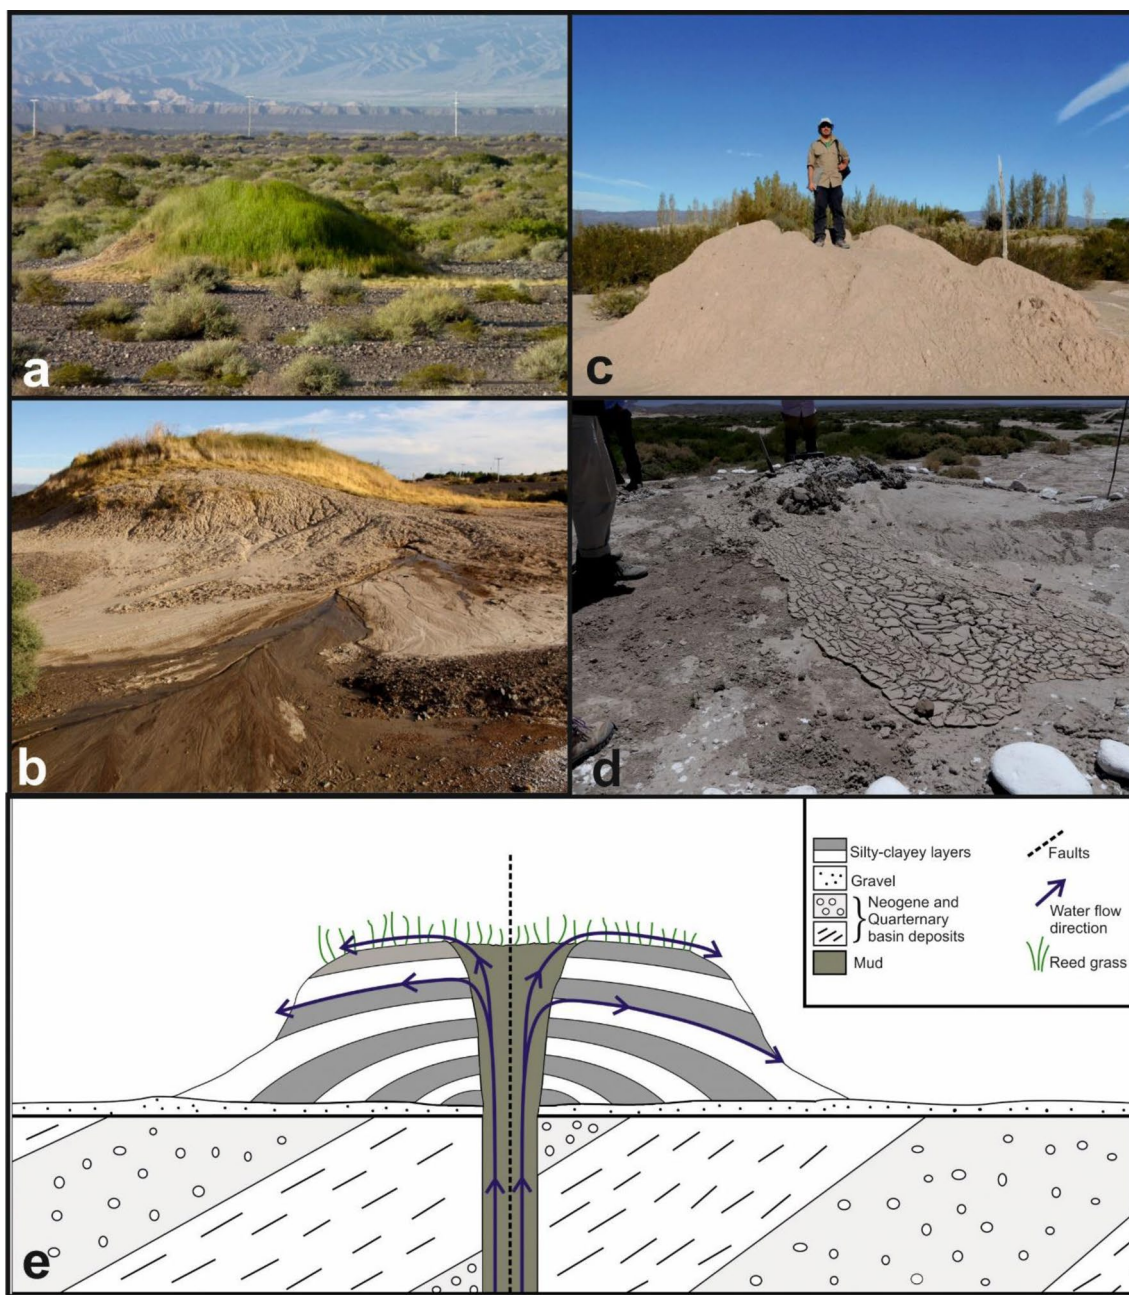 a
c
b
d
Silty-clayey layers
Gravel
Neogene and
Quarternary
basin deposits
Mud
Faults
Water flow
direction
Reed grass
e